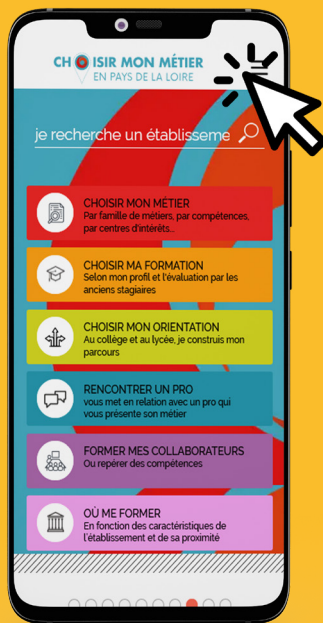 CHOISIR MON MÉTIER
EN PAYS DE LA LOIRE
je recherche un établisseme
CHOISIR MON MÉTIER
Par famille de métiers, par compétences,
par centres d'intérêts...
CHOISIR MA FORMATION
Selon mon profil et l'évaluation par les
anciens stagiaires
CHOISIR MON ORIENTATION
Au collège et au lycée, je construis mon
parcours
RENCONTRER UN PRO
vous met en relation avec un pro qui
vous présente son métier
FORMER MES COLLABORATEURS
Ou repérer des compétences
OÙ ME FORMER
En fonction des caractéristiques de
l'établissement et de sa proximité